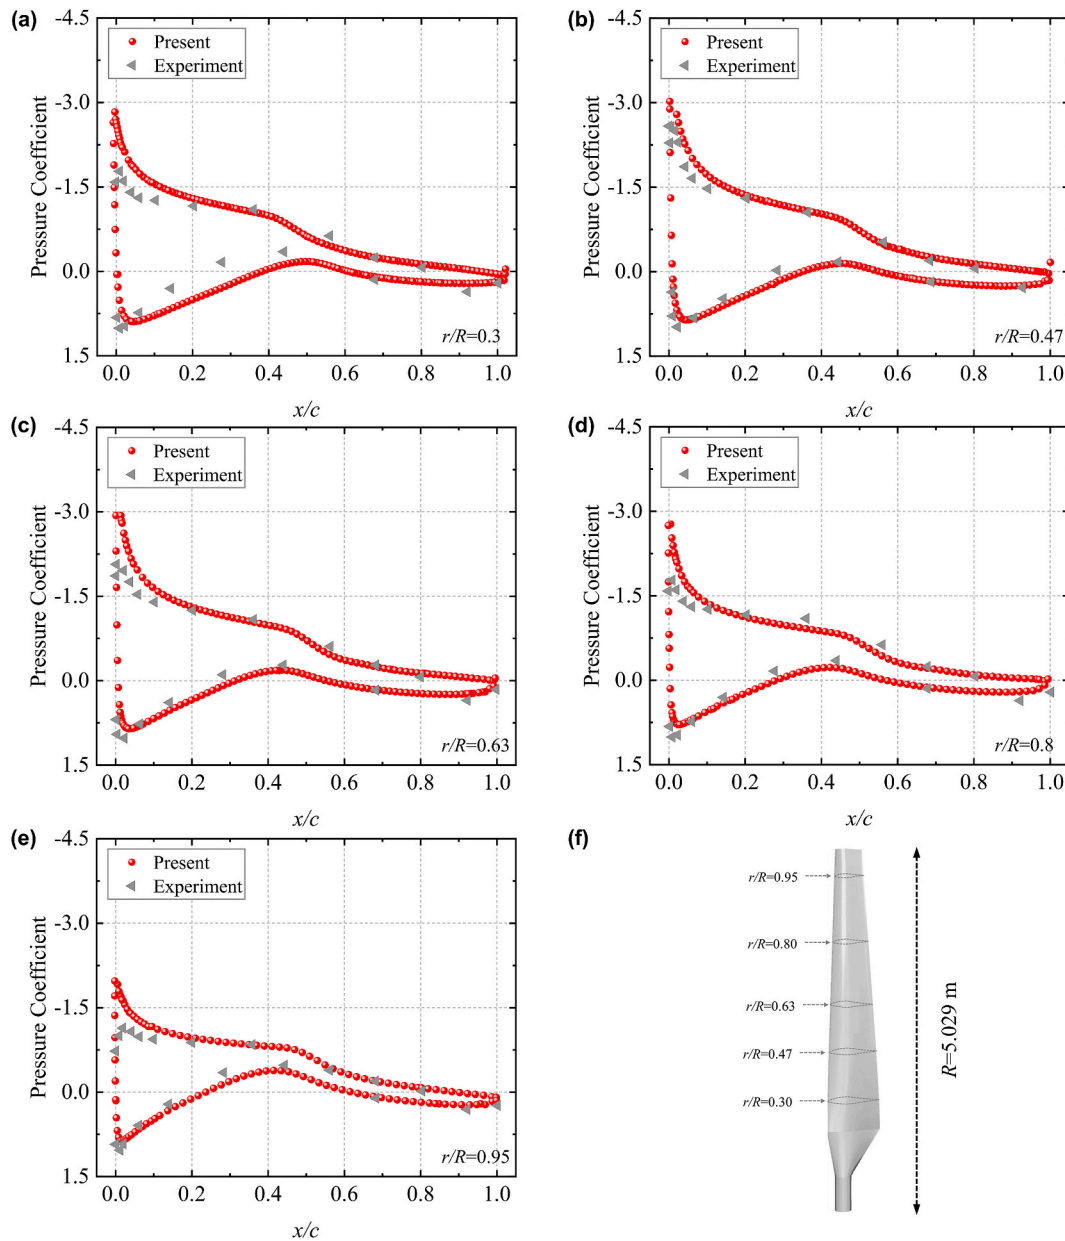 (a)
Pressure Coefficient
-4.5
-3.0
-1.5
0.0
1.5
Present
Experiment
r/R=0.3
0.0 0.2 0.4 0.6 0.8 1.0
x/c
(b)
Pressure Coefficient
-4.5
-3.0
-1.5
0.0
1.5
Present
Experiment
r/R=0.47
0.0 0.2 0.4 0.6 0.8 1.0
x/c
(c)
Pressure Coefficient
-4.5
-3.0
-1.5
0.0
1.5
Present
Experiment
r/R=0.63
0.0 0.2 0.4 0.6 0.8 1.0
x/c
(d)
Pressure Coefficient
-4.5
-3.0
-1.5
0.0
1.5
Present
Experiment
r/R=0.8
0.0 0.2 0.4 0.6 0.8 1.0
x/c
(e)
Pressure Coefficient
-4.5
-3.0
-1.5
0.0
1.5
Present
Experiment
r/R=0.95
0.0 0.2 0.4 0.6 0.8 1.0
x/c
(f)
r/R=0.95
r/R=0.80
r/R=0.63
r/R=0.47
r/R=0.30
R=5.029 m